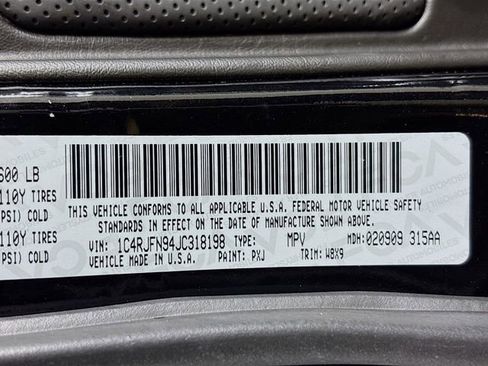 600 LB
110Y TIRES
PSI) COLD
110Y TIRES
PSI) COLD
THIS VEHICLE CONFORMS TO ALL APPLICABLE U.S.A. FEDERAL MOTOR VEHICLE SAFETY
STANDARDS IN EFFECT ON THE DATE OF MANUFACTURE SHOWN ABOVE.
VIN: 1C4RJFN94JC318198 TYPE: MPV MDH: 020909 315AA
VEHICLE MADE IN U.S.A. PAINT: PXJ TRIM: W8X9